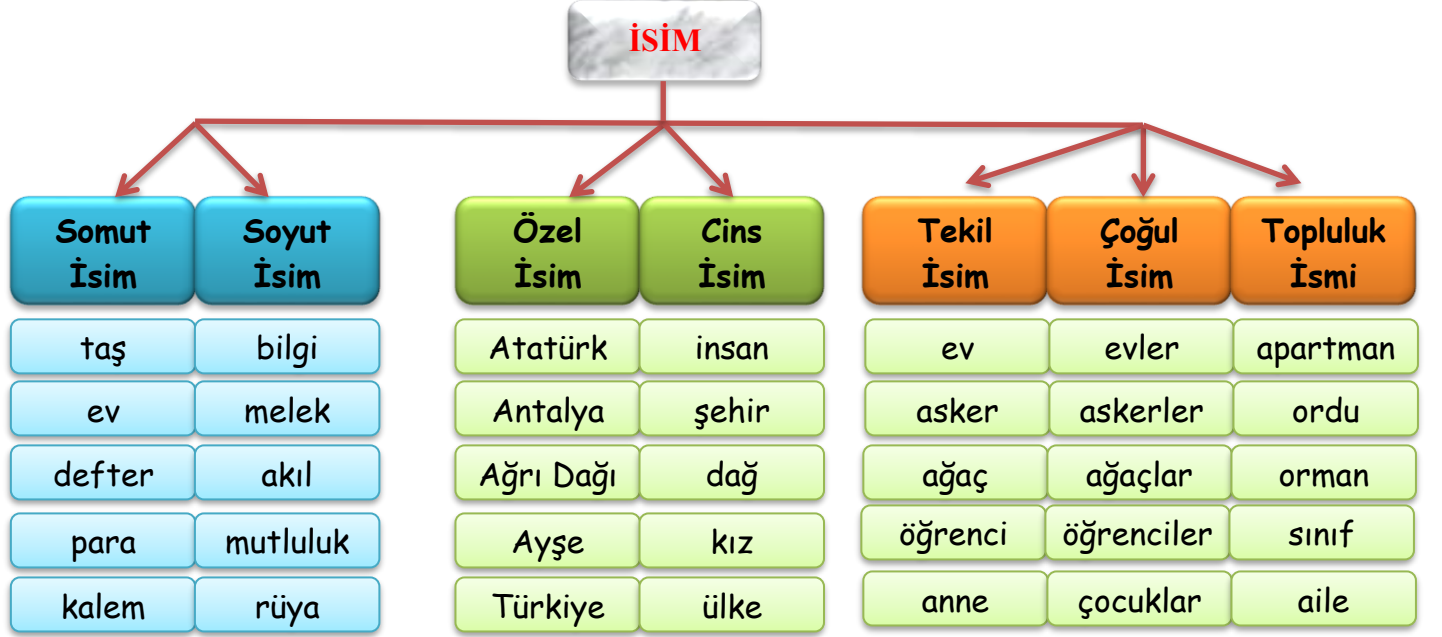 İSİM
Somut İsim
Soyut İsim
Özel İsim
Cins İsim
Tekil İsim
Çoğul İsim
Topluluk İsmi
taş bilgi Atatürk insan ev evler apartman
ev melek Antalya şehir asker askerler ordu
defter akıl Ağrı Dağı dağ ağaç ağaçlar orman
para mutluluk Ayşe kız öğrenci öğrenciler sınıf
kalem rüya Türkiye ülke anne çocuklar aile